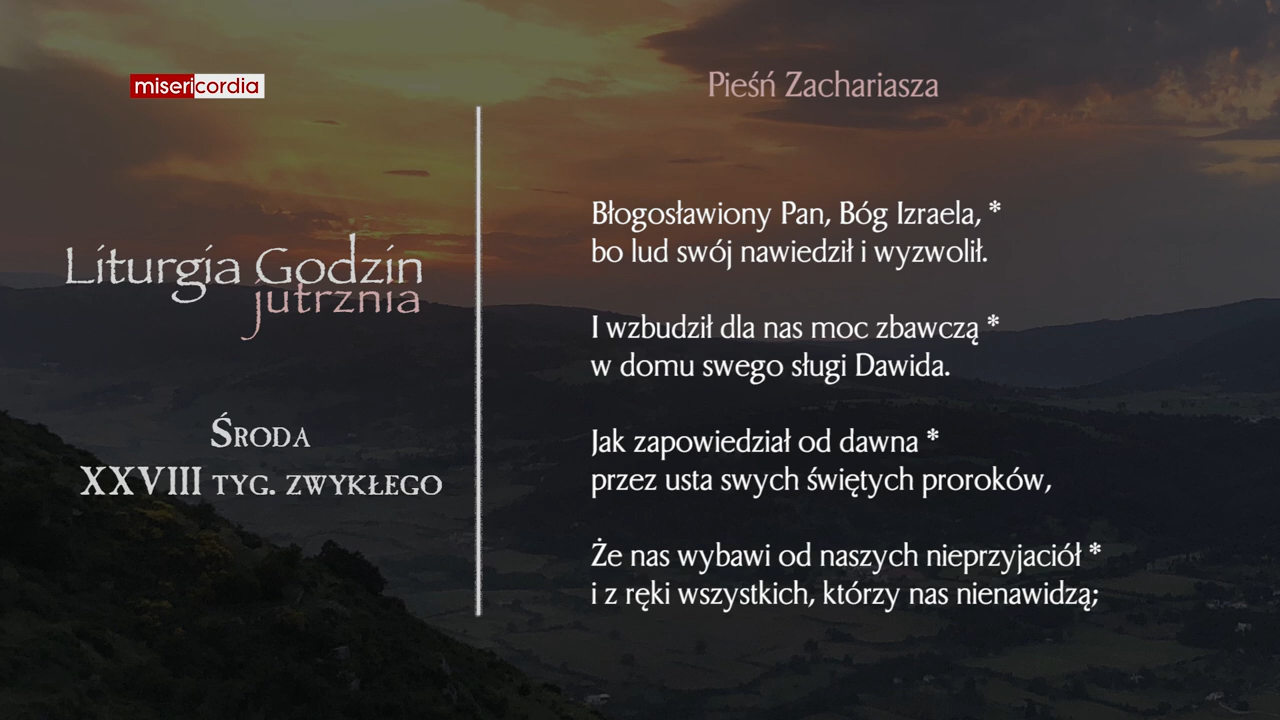 misericordia
Liturgia Godzin
jutrznia
Środa
XXVIII tyg. zwykłego
Pieśń Zachariasza
Błogosławiony Pan, Bóg Izraela, *
bo lud swój nawiedził i wyzwolił.
I wzbudził dla nas moc zbawczą *
w domu swego sługi Dawida.
Jak zapowiedział od dawna *
przez usta swych świętych proroków,
Że nas wybawi od naszych nieprzyjaciół *
i z ręki wszystkich, którzy nas nienawidzą;